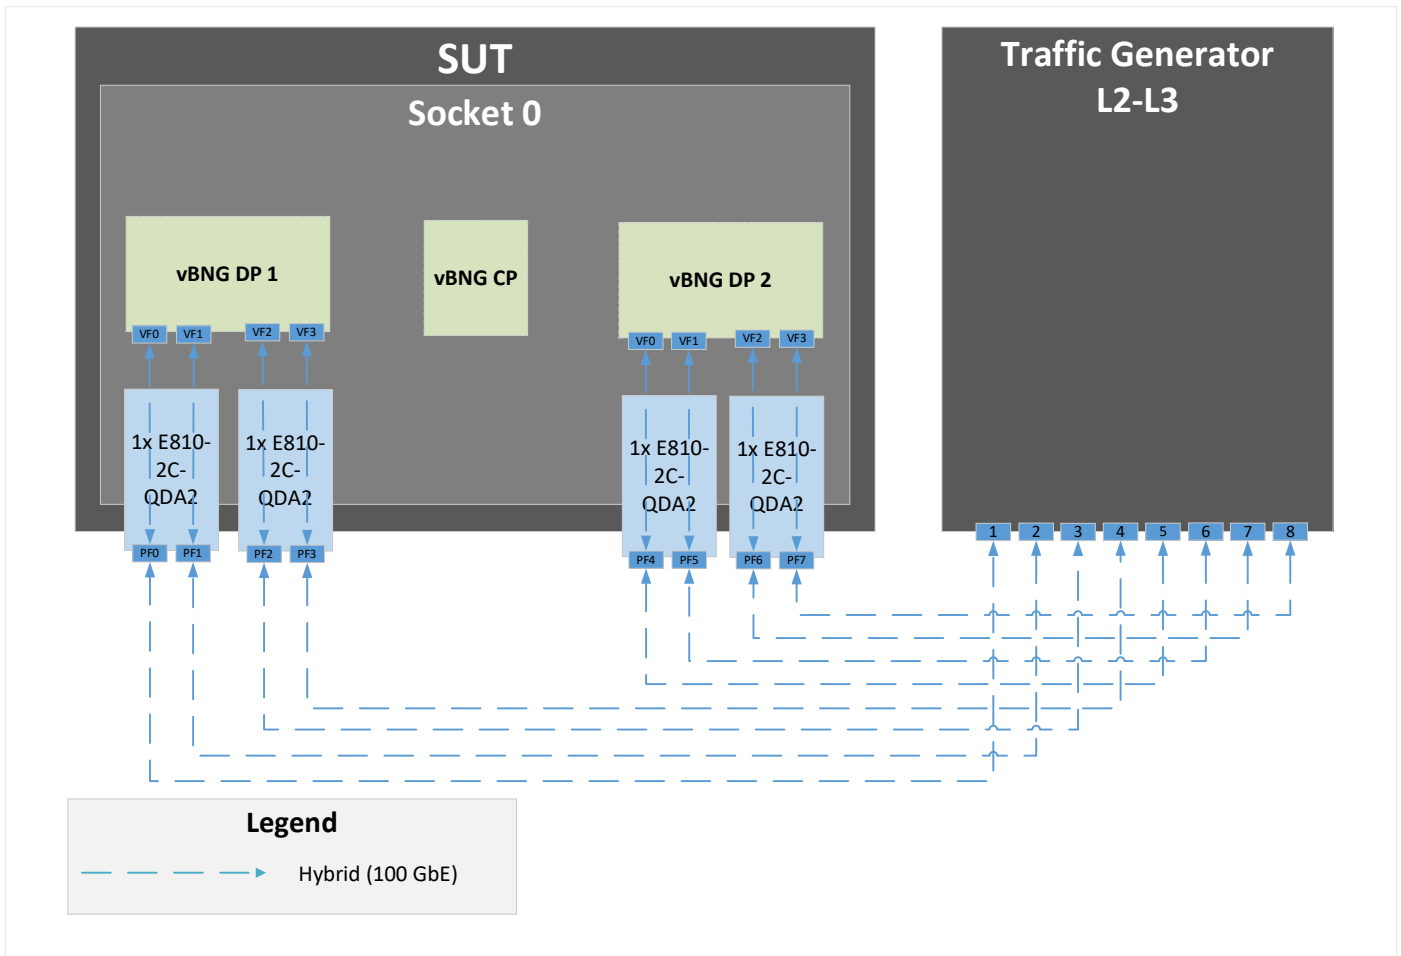 SUT
Socket 0
Traffic Generator
L2-L3
vBNG DP 1
vBNG CP
vBNG DP 2
VF0 VF1 VF2 VF3
VF0 VF1 VF2 VF3
1x E810-
2C-
QDA2
1x E810-
2C-
QDA2
1x E810-
2C-
QDA2
1x E810-
2C-
QDA2
PF0 PF1 PF2 PF3
PF4 PF5 PF6 PF7
1 2 3 4 5 6 7 8
Legend
Hybrid (100 GbE)